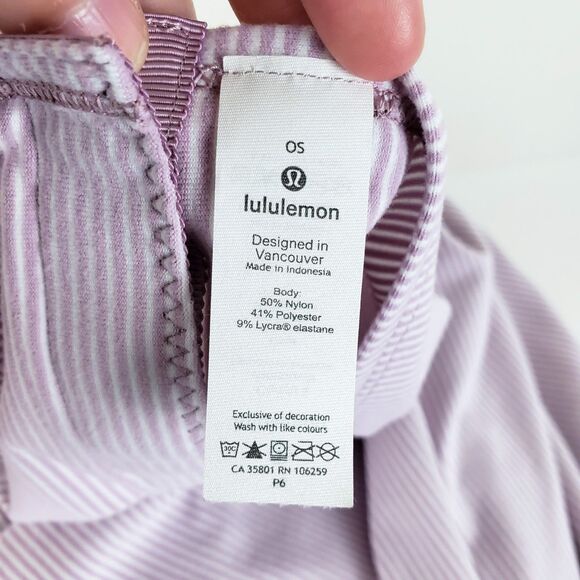 OS
lululemon
Designed in
Vancouver
Made in Indonesia
Body:
50% Nylon
41% Polyester
9% Lycra® elastane
Exclusive of decoration
Wash with like colours
30C
CA 35801 RN 106259
P6